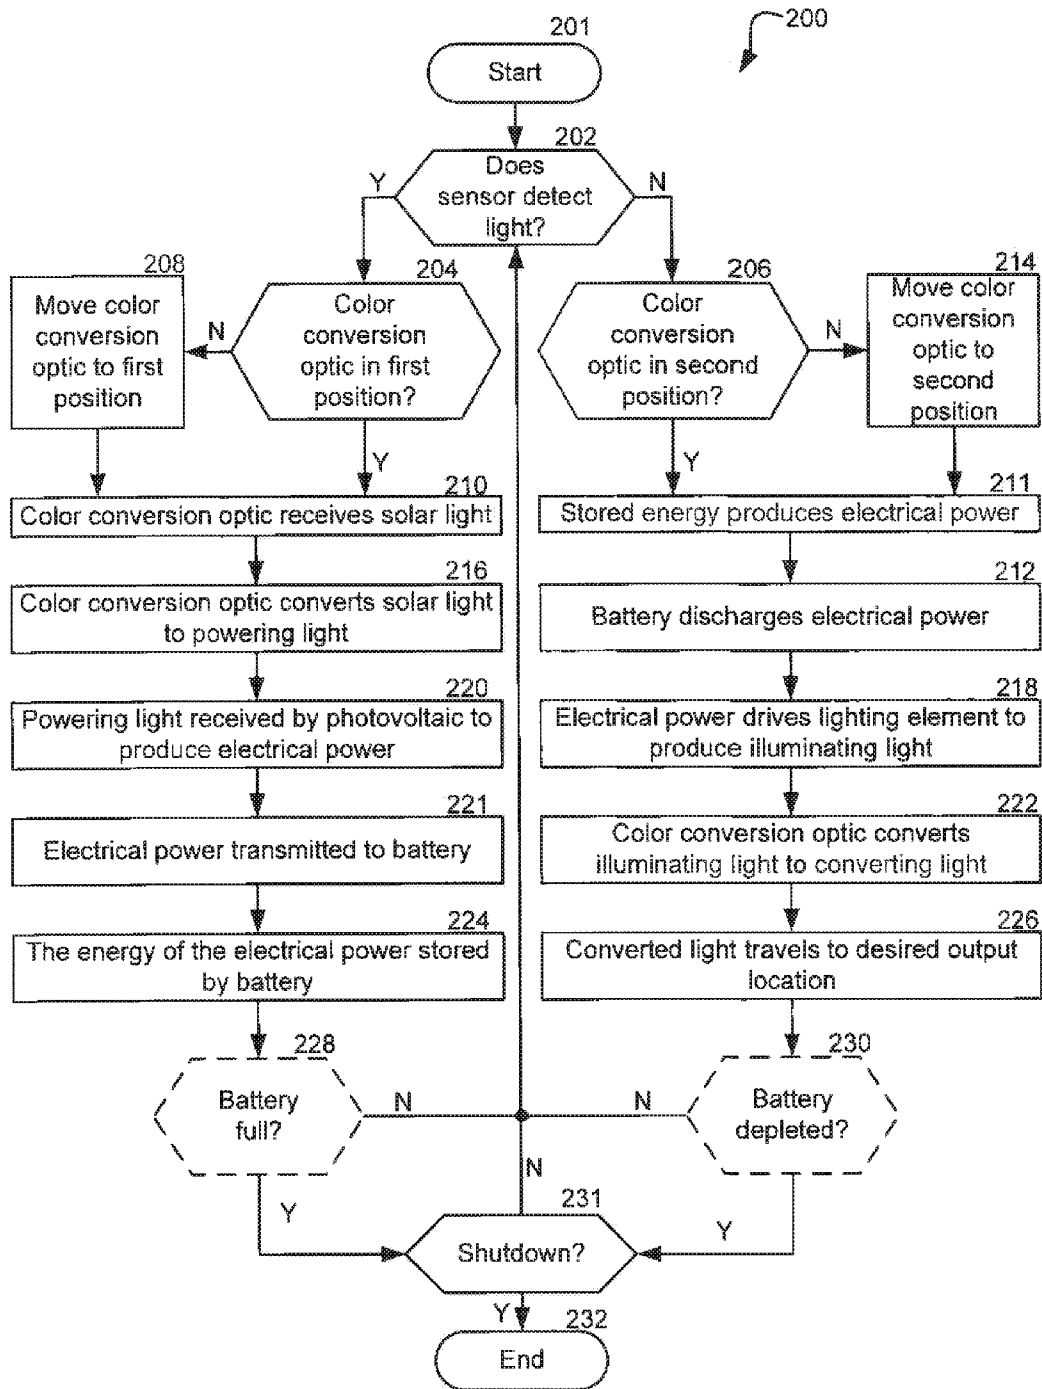 200
201
Start
202
Does
sensor detect
light?
Y
N
208
Move color
conversion
optic to first
position
N
204
Color
conversion
optic in first
position?
Y
206
Color
conversion
optic in second
position?
N
Y
214
Move color
conversion
optic to
second
position
210
Color conversion optic receives solar light
216
Color conversion optic converts solar light
to powering light
220
Powering light received by photovoltaic to
produce electrical power
221
Electrical power transmitted to battery
224
The energy of the electrical power stored
by battery
228
Battery
full?
N
Y
211
Stored energy produces electrical power
212
Battery discharges electrical power
218
Electrical power drives lighting element to
produce illuminating light
222
Color conversion optic converts
illuminating light to converting light
226
Converted light travels to desired output
location
230
Battery
depleted?
N
Y
N
231
Shutdown?
Y
232
End